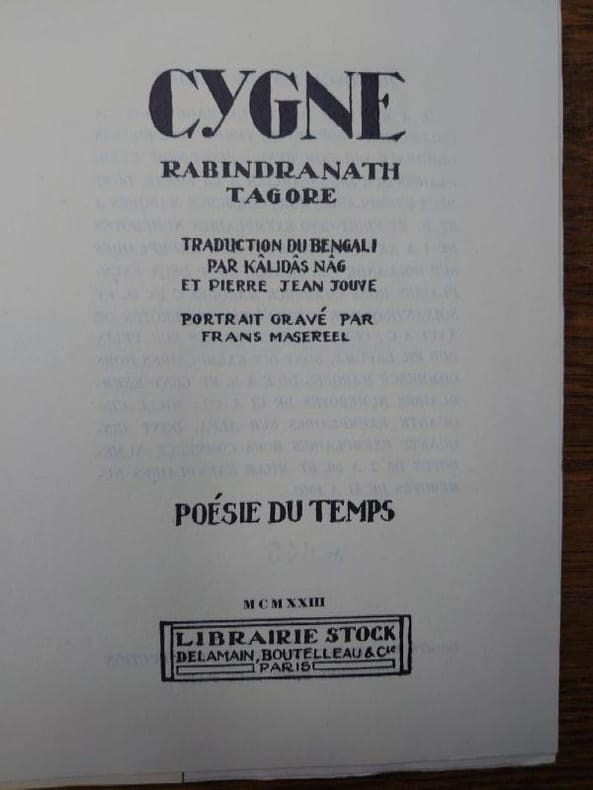 CYGNE
RABINDRANATH
TAGORE
TRADUCTION DU BENGALI
PAR KÂLIDÂS NÂG
ET PIERRE JEAN JOUVE
PORTRAIT GRAVÉ PAR
FRANS MASEREEL
POÉSIE DU TEMPS
MCMXXIII
LIBRAIRIE STOCK
DELAMAIN, BOUTELLEAU & Cie
PARIS